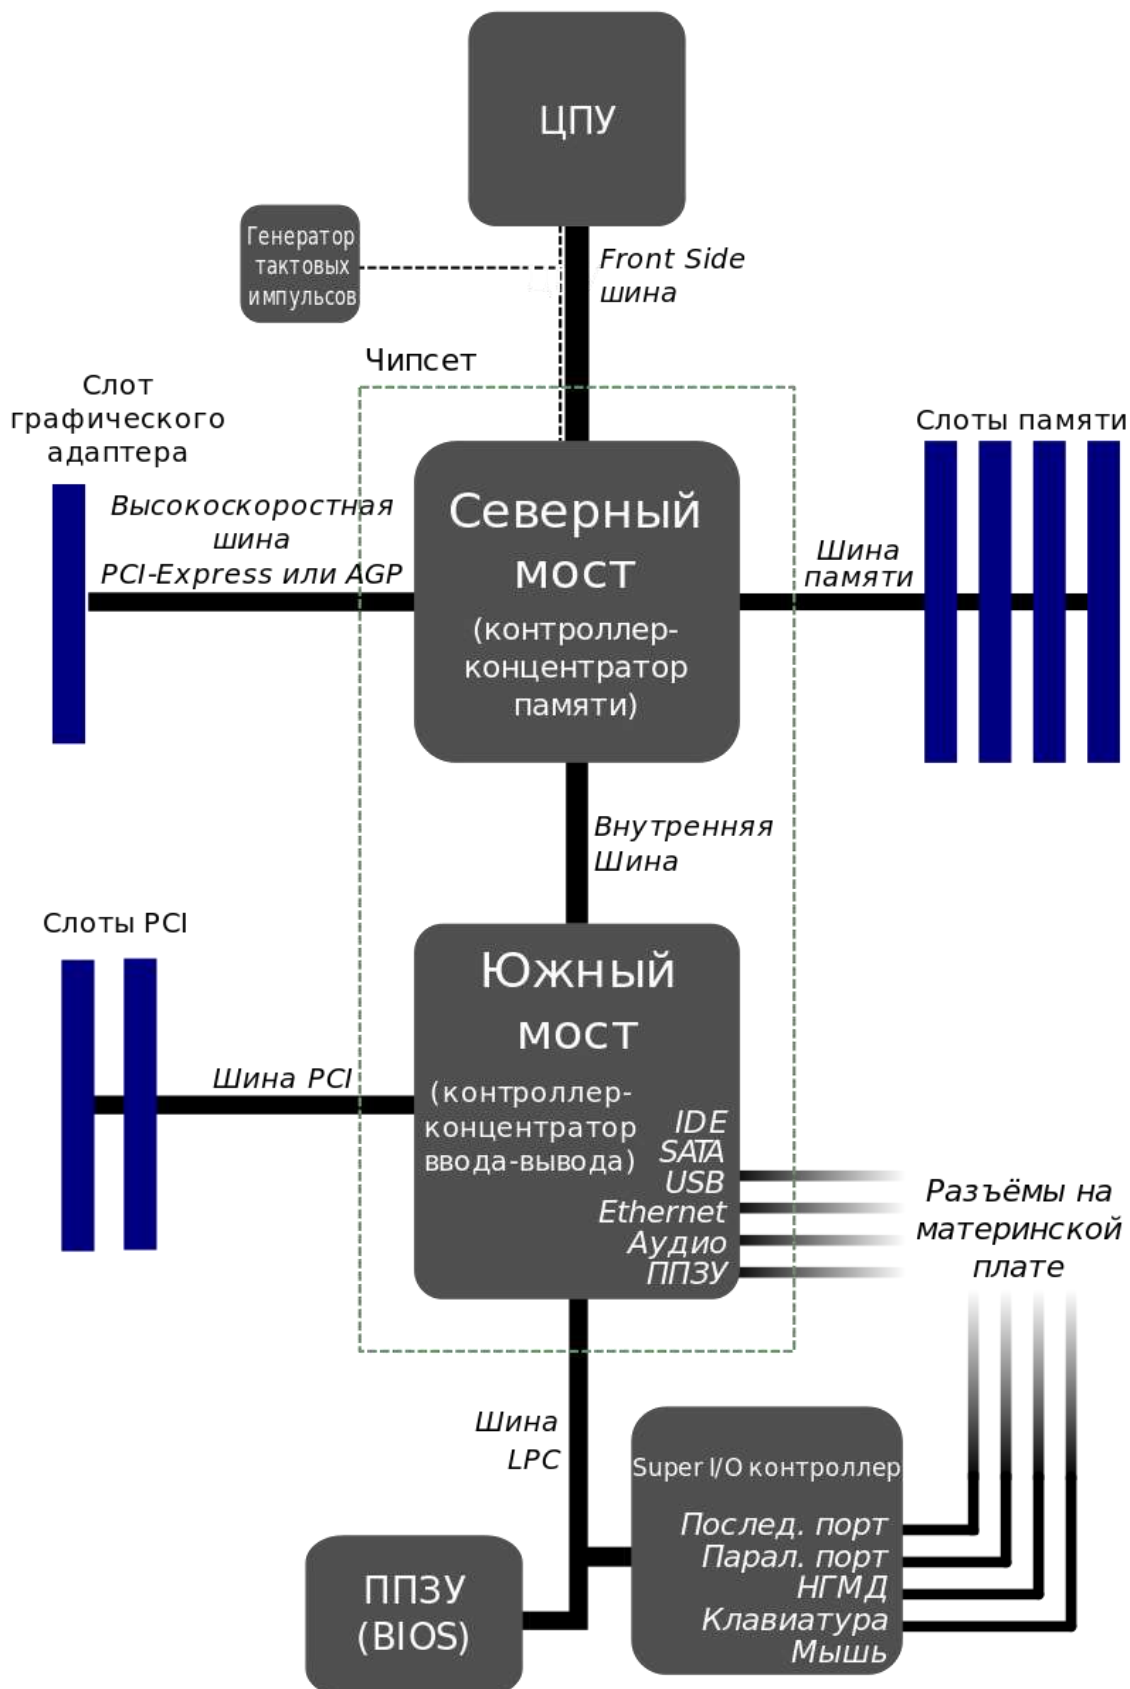 ЦПУ
Генератор
тактовых
импульсов
Front Side
шина
Чипсет
Слот
графического
адаптера
Слоты памяти
Высокоскоростная
шина
PCI-Express или AGP
Северный
мост
(контроллер-
концентратор
памяти)
Шина
памяти
Внутренняя
Шина
Слоты PCI
Южный
мост
(контроллер-
концентратор
ввода-вывода)
Шина PCI
IDE
SATA
USB
Ethernet
Аудио
ППЗУ
Разъёмы на
материнской
плате
Шина
LPC
Super I/O контроллер
Послед. порт
Парал. порт
НГМД
Клавиатура
Мышь
ППЗУ
(BIOS)